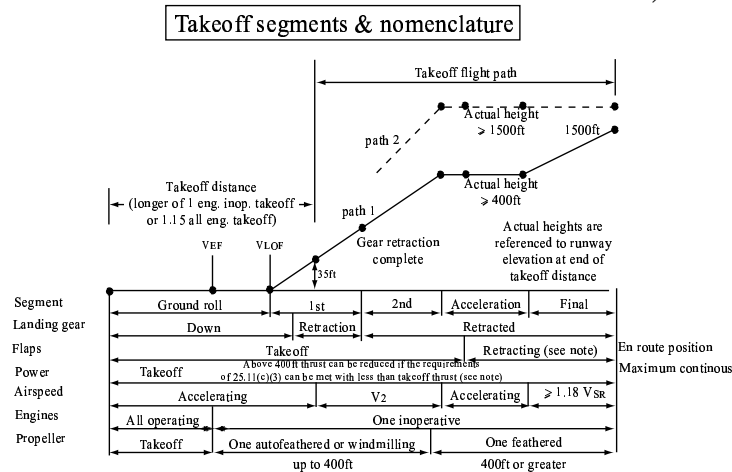 Takeoff segments & nomenclature
Takeoff flight path
Actual height
⩾ 1500ft
1500ft
path 2
Takeoff distance
(longer of 1 eng. inop. takeoff
or 1.15 all eng. takeoff)
Actual height
⩾ 400ft
path 1
Gear retraction
complete
Actual heights are
referenced to runway
elevation at end of
takeoff distance
VEF
VLOF
35ft
Segment
Ground roll
1st
2nd
Acceleration
Final
Landing gear
Down
Retraction
Retracted
Flaps
Takeoff
Retracting (see note)
En route position
Power
Takeoff
Above 400ft thrust can be reduced if the requirements
of 25.11(c)(3) can be met with less than takeoff thrust (see note)
Maximum continous
Airspeed
Accelerating
V2
Accelerating
⩾ 1.18 VSR
Engines
All operating
One inoperative
Propeller
Takeoff
One autofeathered or windmilling
One feathered
up to 400ft
400ft or greater